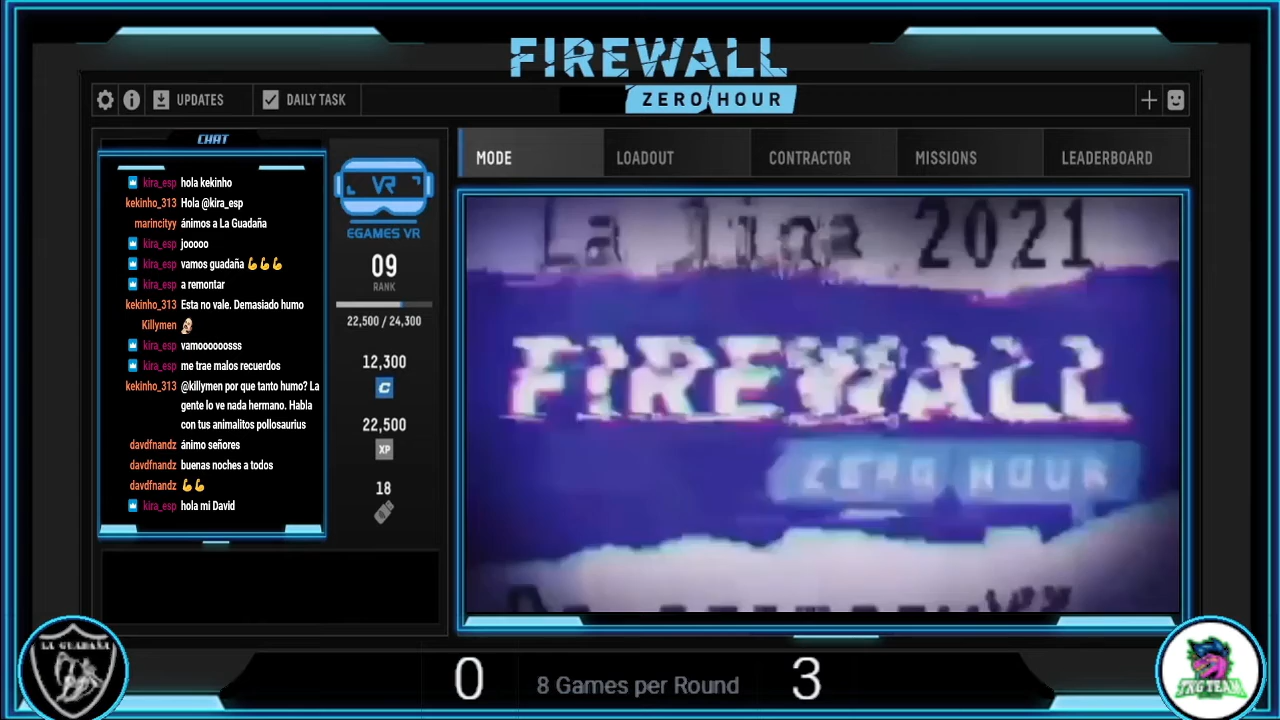 FIREWALL
ZERO HOUR
UPDATES
DAILY TASK
CHAT
kira_esp hola kekinho
kekinho_313 Hola @kira_esp
marincityy ánimos a La Guadaña
kira_esp jooooo
kira_esp vamos guadaña 💪💪💪
kira_esp a remontar
kekinho_313 Esta no vale. Demasiado humo
Killymen
kira_esp vamooooosss
kira_esp me trae malos recuerdos
kekinho_313 @killymen por que tanto humo? La
gente lo ve nada hermano. Habla
con tus animalitos pollosaurius
davdfnandz ánimo señores
davdfnandz buenas noches a todos
davdfnandz 💪💪
kira_esp hola mi David
VR
EGAMES VR
09
RANK
22,500 / 24,300
12,300
C
22,500
XP
18
MODE
LOADOUT
CONTRACTOR
MISSIONS
LEADERBOARD
La liga 2021
FIREWALL
ZERO HOUR
LA GUADAÑA
0
8 Games per Round
3